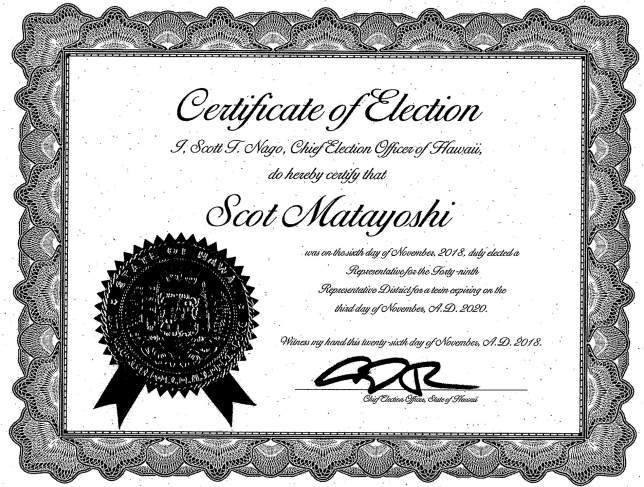 Certificate of Election
I, Scott T. Nago, Chief Election Officer of Hawaii,
do hereby certify that
Scot Matayoshi
was on the sixth day of November, 2018, duly elected a
Representative for the Forty-ninth
Representative District for a term expiring on the
third day of November, A.D. 2020.
Witness my hand this twenty-sixth day of November, A.D. 2018.
Chief Election Officer, State of Hawaii
STATE OF HAWAII